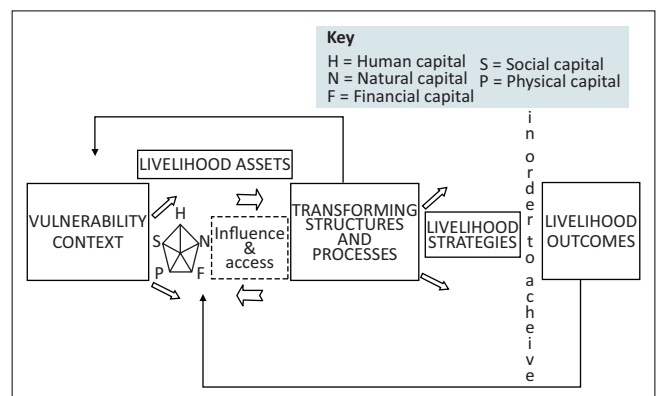 Key
H = Human capital
S = Social capital
N = Natural capital
P = Physical capital
F = Financial capital
LIVELIHOOD ASSETS
VULNERABILITY
CONTEXT
H
S
N
P
F
Influence
&
access
TRANSFORMING
STRUCTURES
AND
PROCESSES
LIVELIHOOD
STRATEGIES
in order to acheive
LIVELIHOOD
OUTCOMES